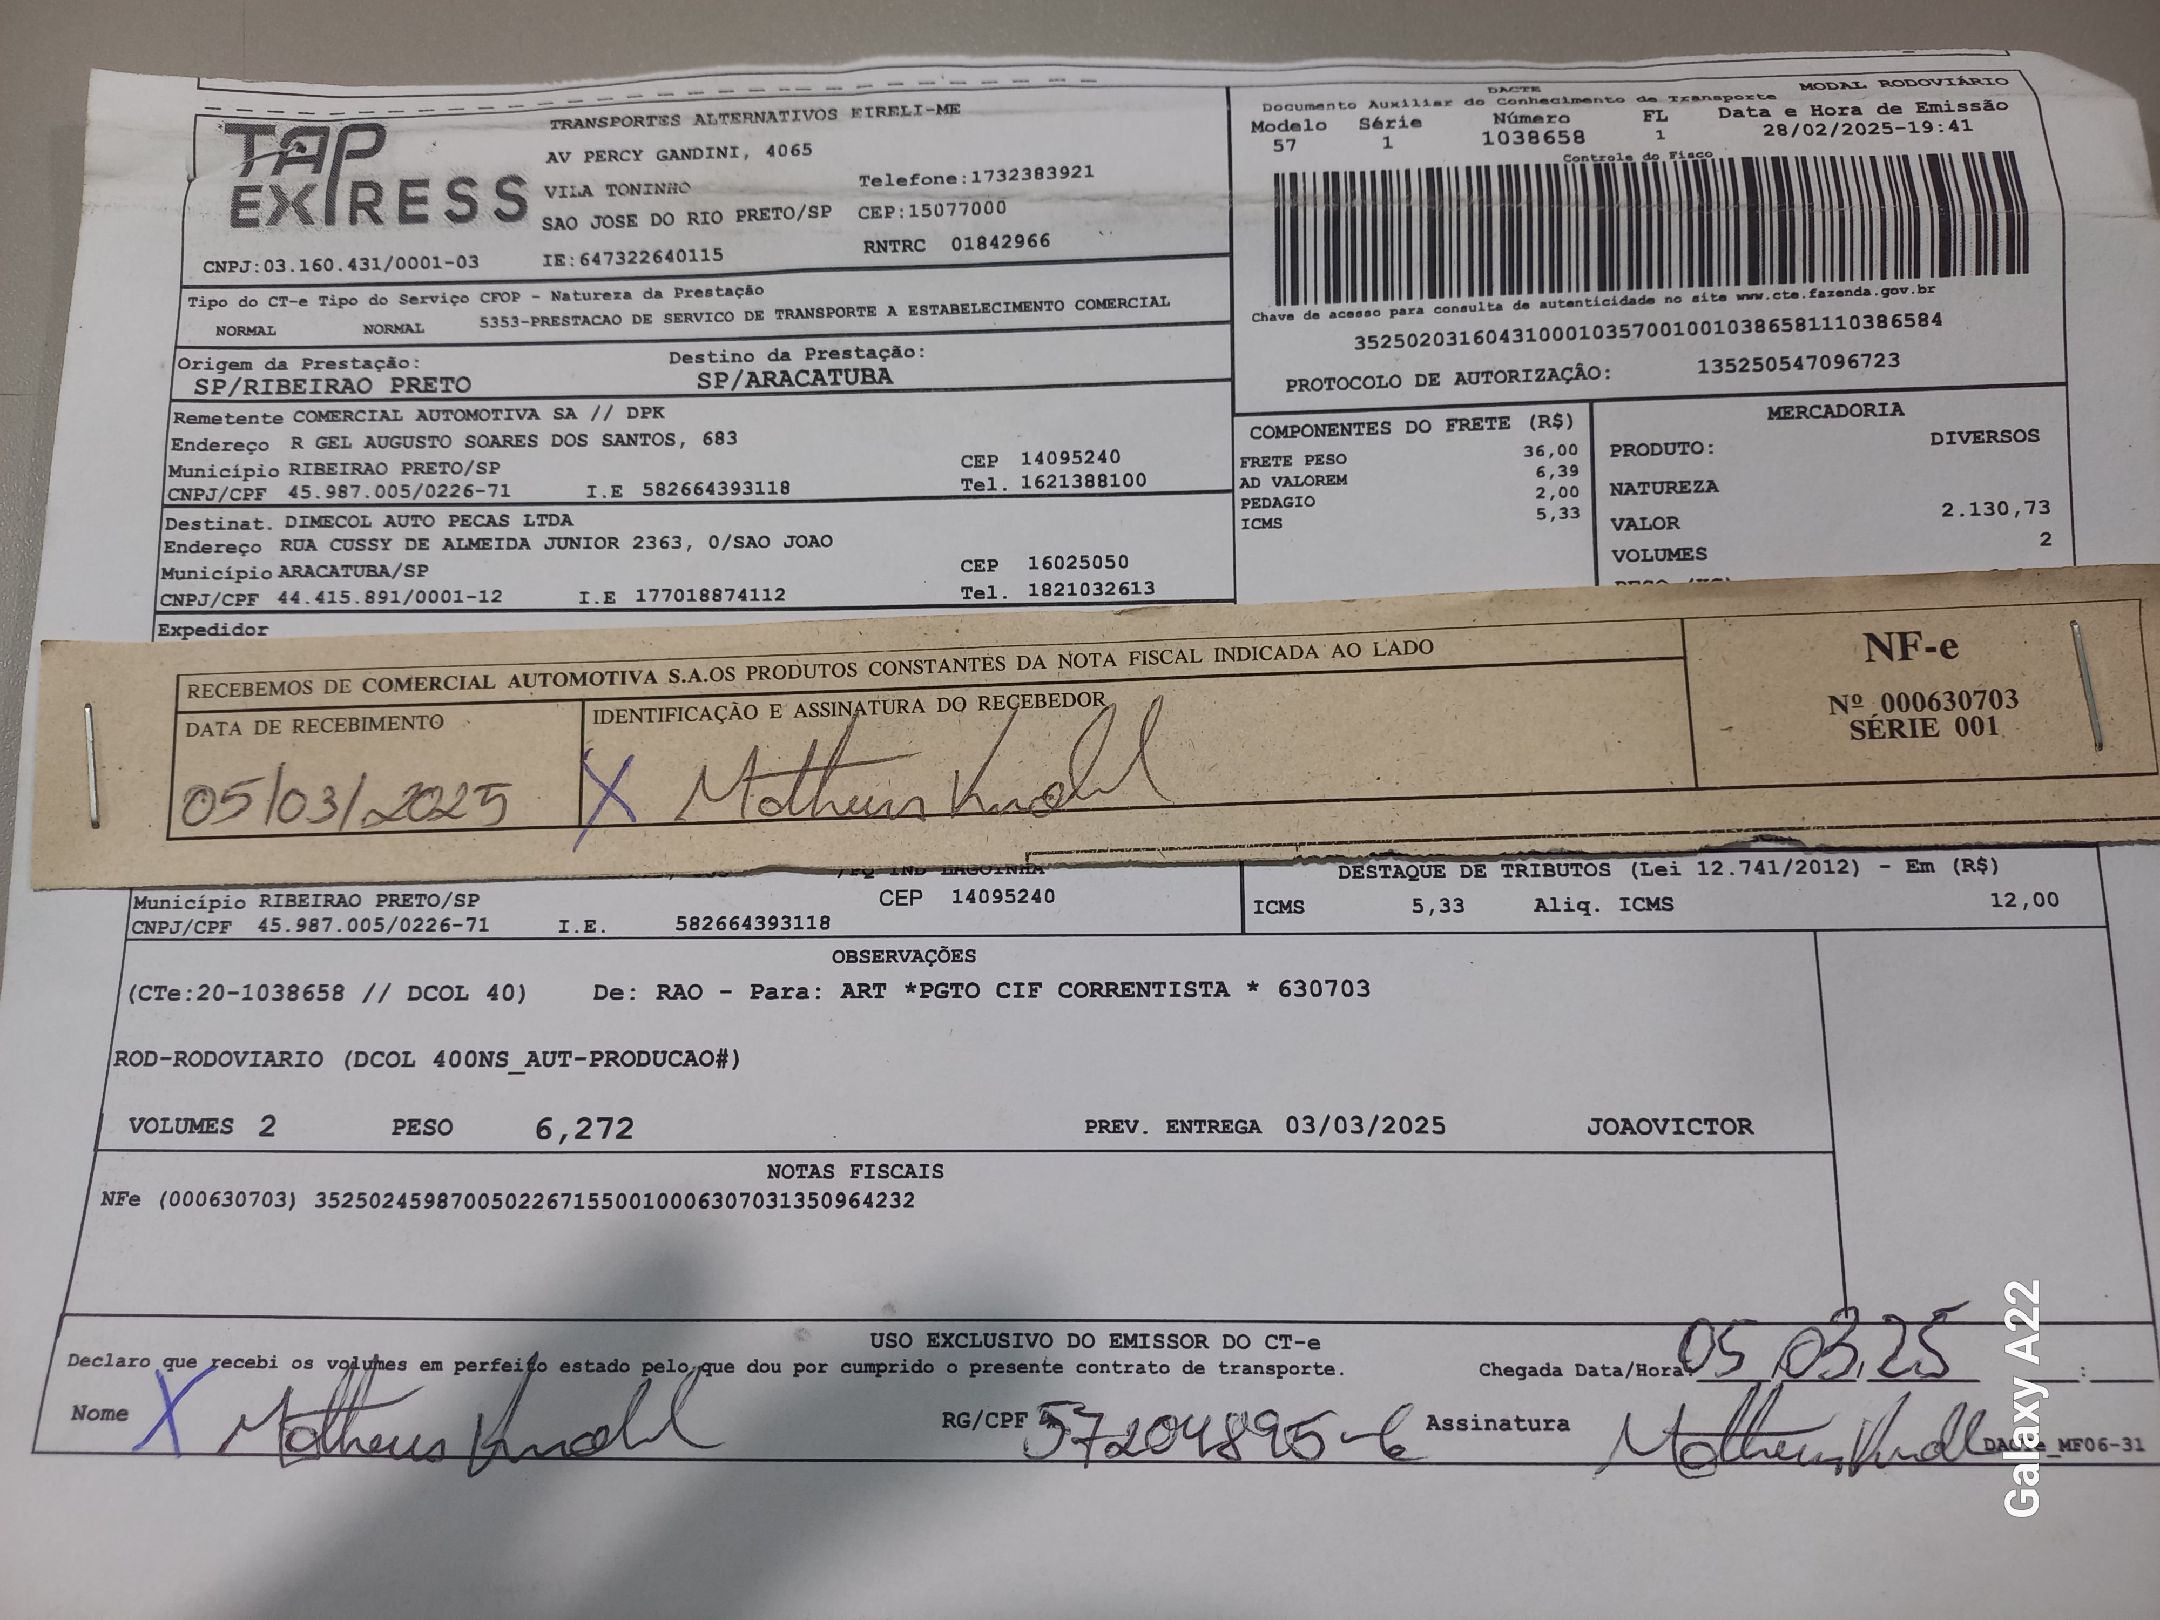 TAP EXPRESS
TRANSPORTES ALTERNATIVOS EIRELI-ME
AV PERCY GANDINI, 4065
VILA TONINHO Telefone:1732383921
SAO JOSE DO RIO PRETO/SP CEP:15077000
CNPJ:03.160.431/0001-03 IE:647322640115 RNTRC 01842966
DACTE MODAL RODOVIÁRIO
Documento Auxiliar do Conhecimento de Transporte
Modelo Série Número FL Data e Hora de Emissão
57 1 1038658 1 28/02/2025-19:41
Controle do Fisco
Chave de acesso para consulta de autenticidade no site www.cte.fazenda.gov.br
35250203160431000103570010010386581110386584
PROTOCOLO DE AUTORIZAÇÃO: 135250547096723
Tipo do CT-e Tipo do Serviço CFOP - Natureza da Prestação
NORMAL NORMAL 5353-PRESTACAO DE SERVICO DE TRANSPORTE A ESTABELECIMENTO COMERCIAL
Origem da Prestação: Destino da Prestação:
SP/RIBEIRAO PRETO SP/ARACATUBA
Remetente COMERCIAL AUTOMOTIVA SA // DPK
Endereço R GEL AUGUSTO SOARES DOS SANTOS, 683
Município RIBEIRAO PRETO/SP CEP 14095240
CNPJ/CPF 45.987.005/0226-71 I.E 582664393118 Tel. 1621388100
Destinat. DIMECOL AUTO PECAS LTDA
Endereço RUA CUSSY DE ALMEIDA JUNIOR 2363, 0/SAO JOAO
Município ARACATUBA/SP CEP 16025050
CNPJ/CPF 44.415.891/0001-12 I.E 177018874112 Tel. 1821032613
Expedidor
COMPONENTES DO FRETE (R$)
FRETE PESO 36,00
AD VALOREM 6,39
PEDAGIO 2,00
ICMS 5,33
MERCADORIA
PRODUTO: DIVERSOS
NATUREZA
VALOR 2.130,73
VOLUMES 2
RECEBEMOS DE COMERCIAL AUTOMOTIVA S.A.OS PRODUTOS CONSTANTES DA NOTA FISCAL INDICADA AO LADO
DATA DE RECEBIMENTO IDENTIFICAÇÃO E ASSINATURA DO RECEBEDOR
05/03/2025 X Matheus
NF-e
Nº 000630703
SÉRIE 001
Município RIBEIRAO PRETO/SP CEP 14095240
CNPJ/CPF 45.987.005/0226-71 I.E. 582664393118
DESTAQUE DE TRIBUTOS (Lei 12.741/2012) - Em (R$)
ICMS 5,33 Aliq. ICMS 12,00
OBSERVAÇÕES
(CTe:20-1038658 // DCOL 40) De: RAO - Para: ART *PGTO CIF CORRENTISTA * 630703
ROD-RODOVIARIO (DCOL 400NS_AUT-PRODUCAO#)
VOLUMES 2 PESO 6,272 PREV. ENTREGA 03/03/2025 JOAOVICTOR
NOTAS FISCAIS
NFe (000630703) 35250245987005022671550010006307031350964232
USO EXCLUSIVO DO EMISSOR DO CT-e
Declaro que recebi os volumes em perfeito estado pelo que dou por cumprido o presente contrato de transporte. Chegada Data/Hora 05 03 25 :
Nome X Matheus RG/CPF 57204895-6 Assinatura Matheus
MF06-31
Galaxy A22